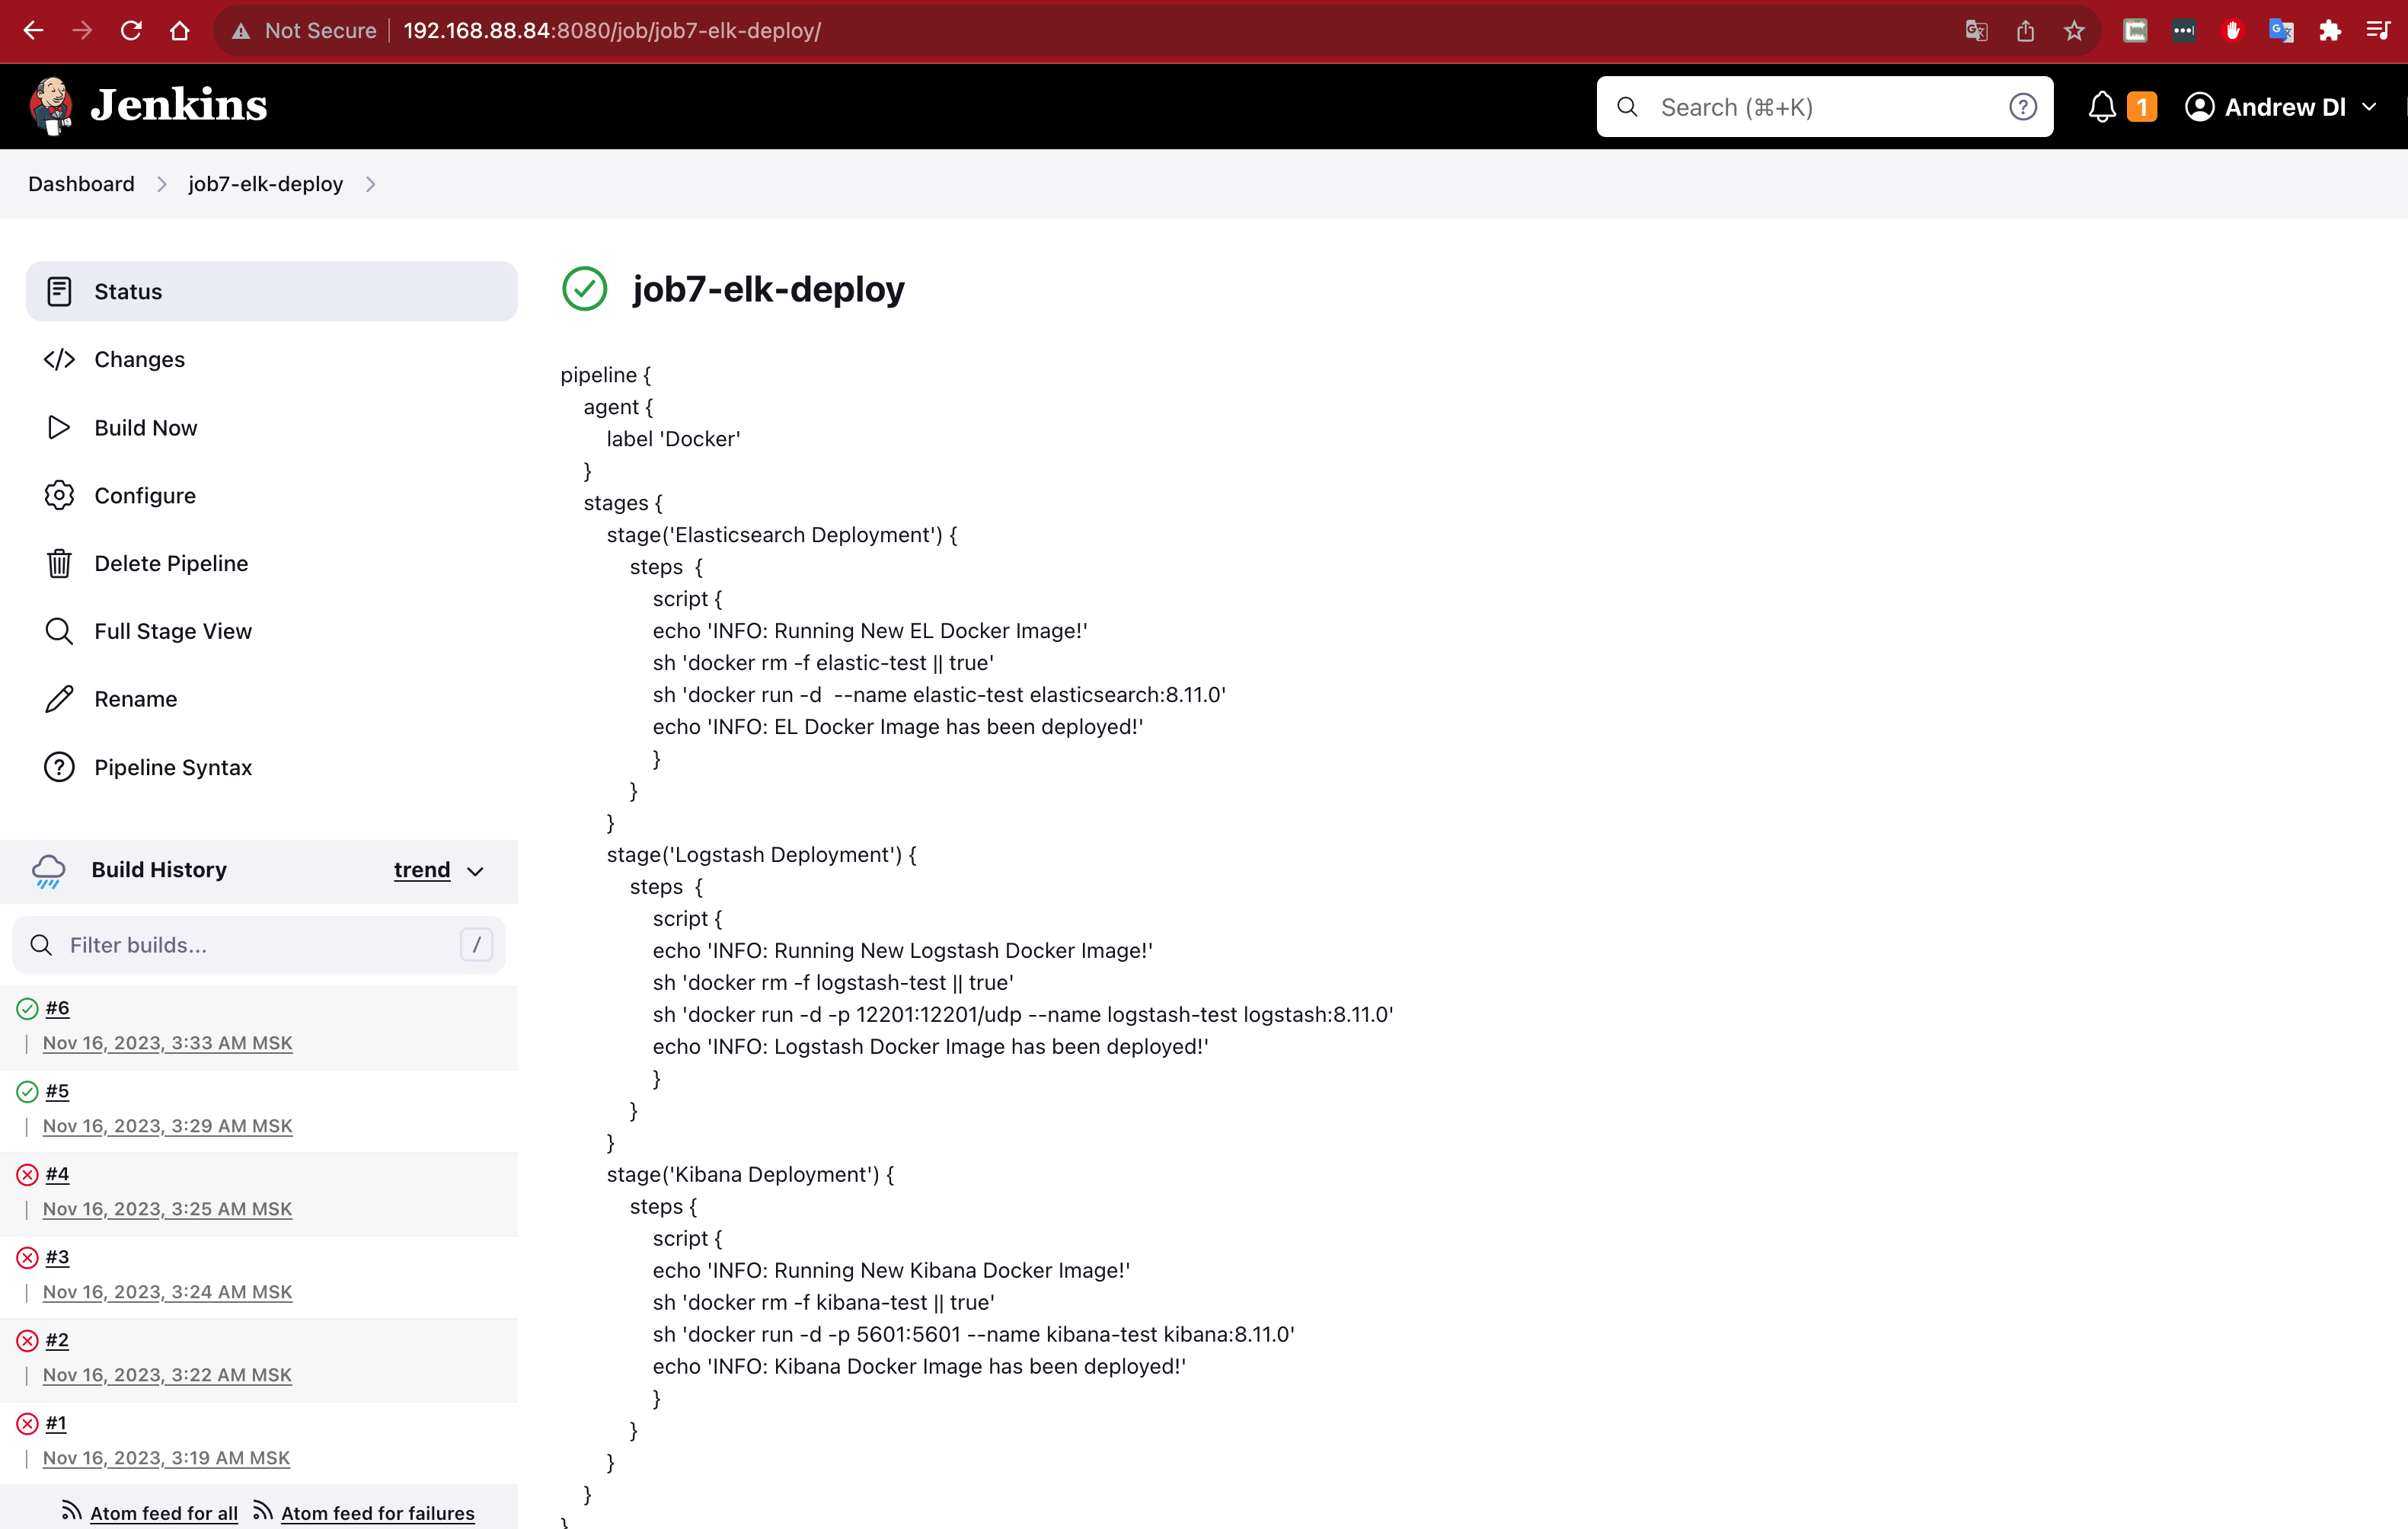 Not Secure 192.168.88.84:8080/job/job7-elk-deploy/
Jenkins
Search (⌘+K)
1
Andrew Dl
Dashboard
job7-elk-deploy
Status
Changes
Build Now
Configure
Delete Pipeline
Full Stage View
Rename
Pipeline Syntax
Build History
trend
Filter builds...
/
#6
Nov 16, 2023, 3:33 AM MSK
#5
Nov 16, 2023, 3:29 AM MSK
#4
Nov 16, 2023, 3:25 AM MSK
#3
Nov 16, 2023, 3:24 AM MSK
#2
Nov 16, 2023, 3:22 AM MSK
#1
Nov 16, 2023, 3:19 AM MSK
Atom feed for all
Atom feed for failures
job7-elk-deploy
pipeline {
agent {
label 'Docker'
}
stages {
stage('Elasticsearch Deployment') {
steps  {
script {
echo 'INFO: Running New EL Docker Image!'
sh 'docker rm -f elastic-test || true'
sh 'docker run -d  --name elastic-test elasticsearch:8.11.0'
echo 'INFO: EL Docker Image has been deployed!'
}
}
}
stage('Logstash Deployment') {
steps  {
script {
echo 'INFO: Running New Logstash Docker Image!'
sh 'docker rm -f logstash-test || true'
sh 'docker run -d -p 12201:12201/udp --name logstash-test logstash:8.11.0'
echo 'INFO: Logstash Docker Image has been deployed!'
}
}
}
stage('Kibana Deployment') {
steps {
script {
echo 'INFO: Running New Kibana Docker Image!'
sh 'docker rm -f kibana-test || true'
sh 'docker run -d -p 5601:5601 --name kibana-test kibana:8.11.0'
echo 'INFO: Kibana Docker Image has been deployed!'
}
}
}
}
}